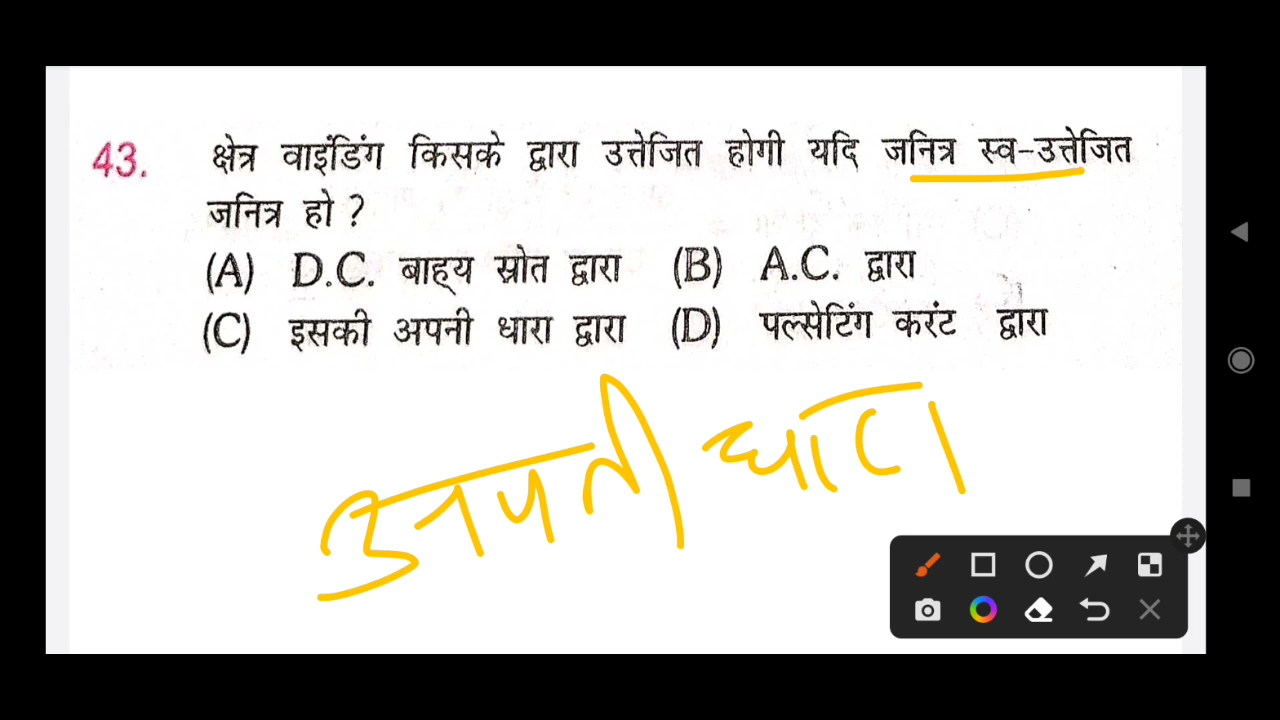 43. क्षेत्र वाइंडिंग किसके द्वारा उत्तेजित होगी यदि जनित्र स्व-उत्तेजित
जनित्र हो ?
(A) D.C. बाह्य स्रोत द्वारा (B) A.C. द्वारा
(C) इसकी अपनी धारा द्वारा (D) पल्सेटिंग करंट द्वारा
अपनी धारा